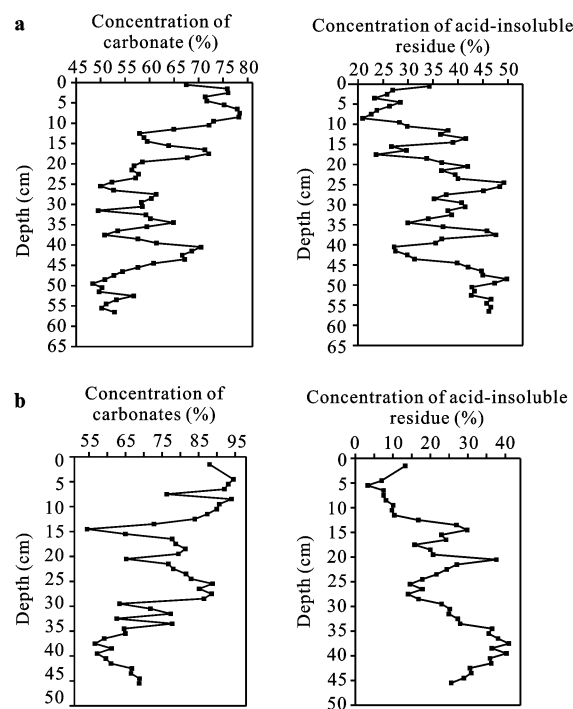 a
Concentration of
carbonate (%)
45 50 55 60 65 70 75 80
0
5
10
15
20
25
30
35
40
45
50
55
60
65
Depth (cm)
Concentration of acid-insoluble
residue (%)
20 25 30 35 40 45 50
0
5
10
15
20
25
30
35
40
45
50
55
60
65
Depth (cm)
b
Concentration of
carbonates (%)
55 65 75 85 95
0
5
10
15
20
25
30
35
40
45
50
Depth (cm)
Concentration of acid-insoluble
residue (%)
0 10 20 30 40
0
5
10
15
20
25
30
35
40
45
50
Depth (cm)